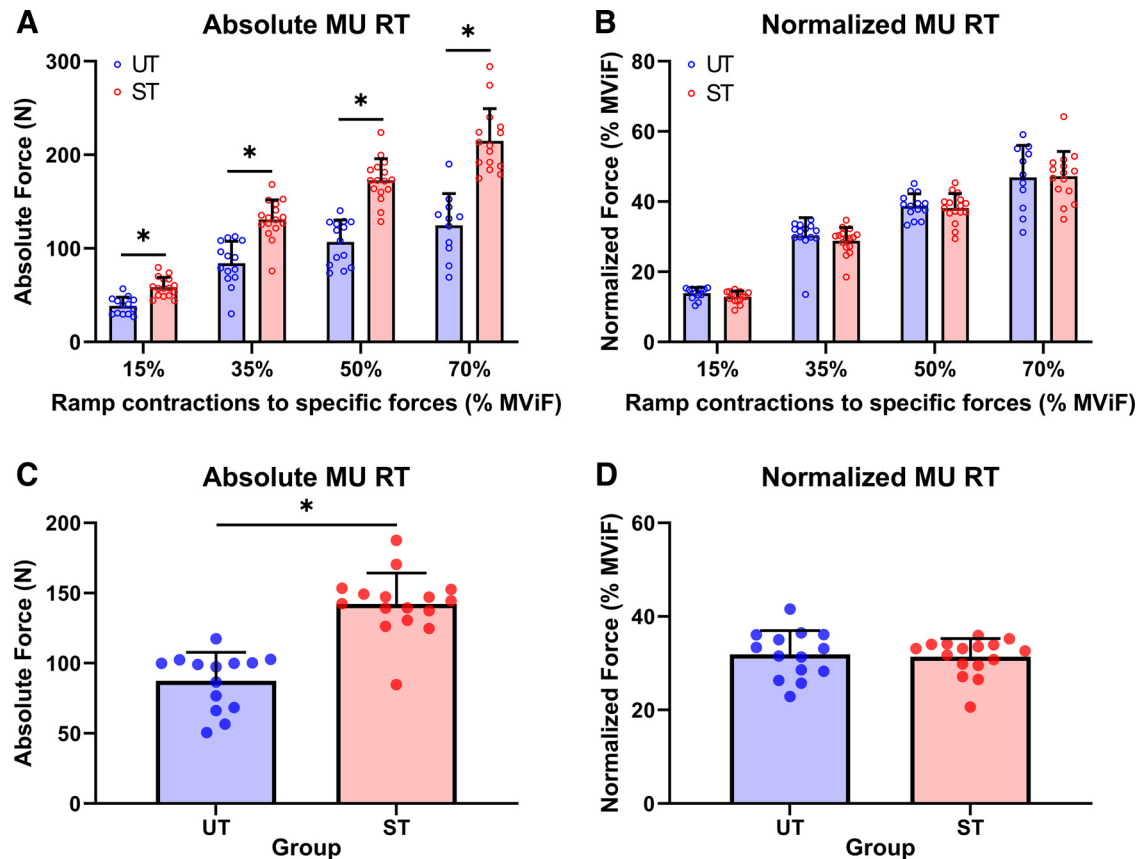 A
Absolute MU RT
Absolute Force (N)
300
200
100
0
UT
ST
*
*
*
*
15%
35%
50%
70%
Ramp contractions to specific forces (% MViF)
B
Normalized MU RT
Normalized Force (% MViF)
80
60
40
20
0
UT
ST
15%
35%
50%
70%
Ramp contractions to specific forces (% MViF)
C
Absolute MU RT
Absolute Force (N)
200
150
100
50
0
*
UT
ST
Group
D
Normalized MU RT
Normalized Force (% MViF)
60
40
20
0
UT
ST
Group